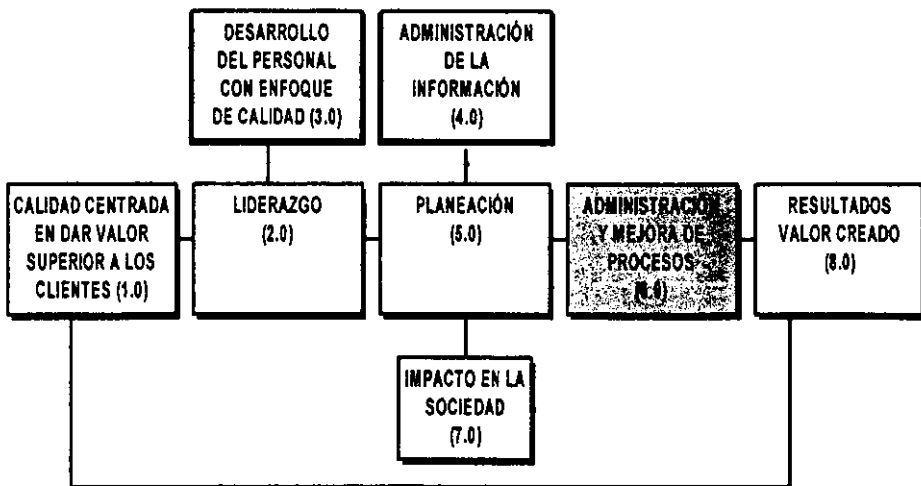 DESARROLLO
DEL PERSONAL
CON ENFOQUE
DE CALIDAD (3.0)
ADMINISTRACIÓN
DE LA
INFORMACIÓN
(4.0)
CALIDAD CENTRADA
EN DAR VALOR
SUPERIOR A LOS
CLIENTES (1.0)
LIDERAZGO
(2.0)
PLANEACIÓN
(5.0)
ADMINISTRACIÓN
Y MEJORA DE
PROCESOS
RESULTADOS
VALOR CREADO
(8.0)
IMPACTO EN LA
SOCIEDAD
(7.0)